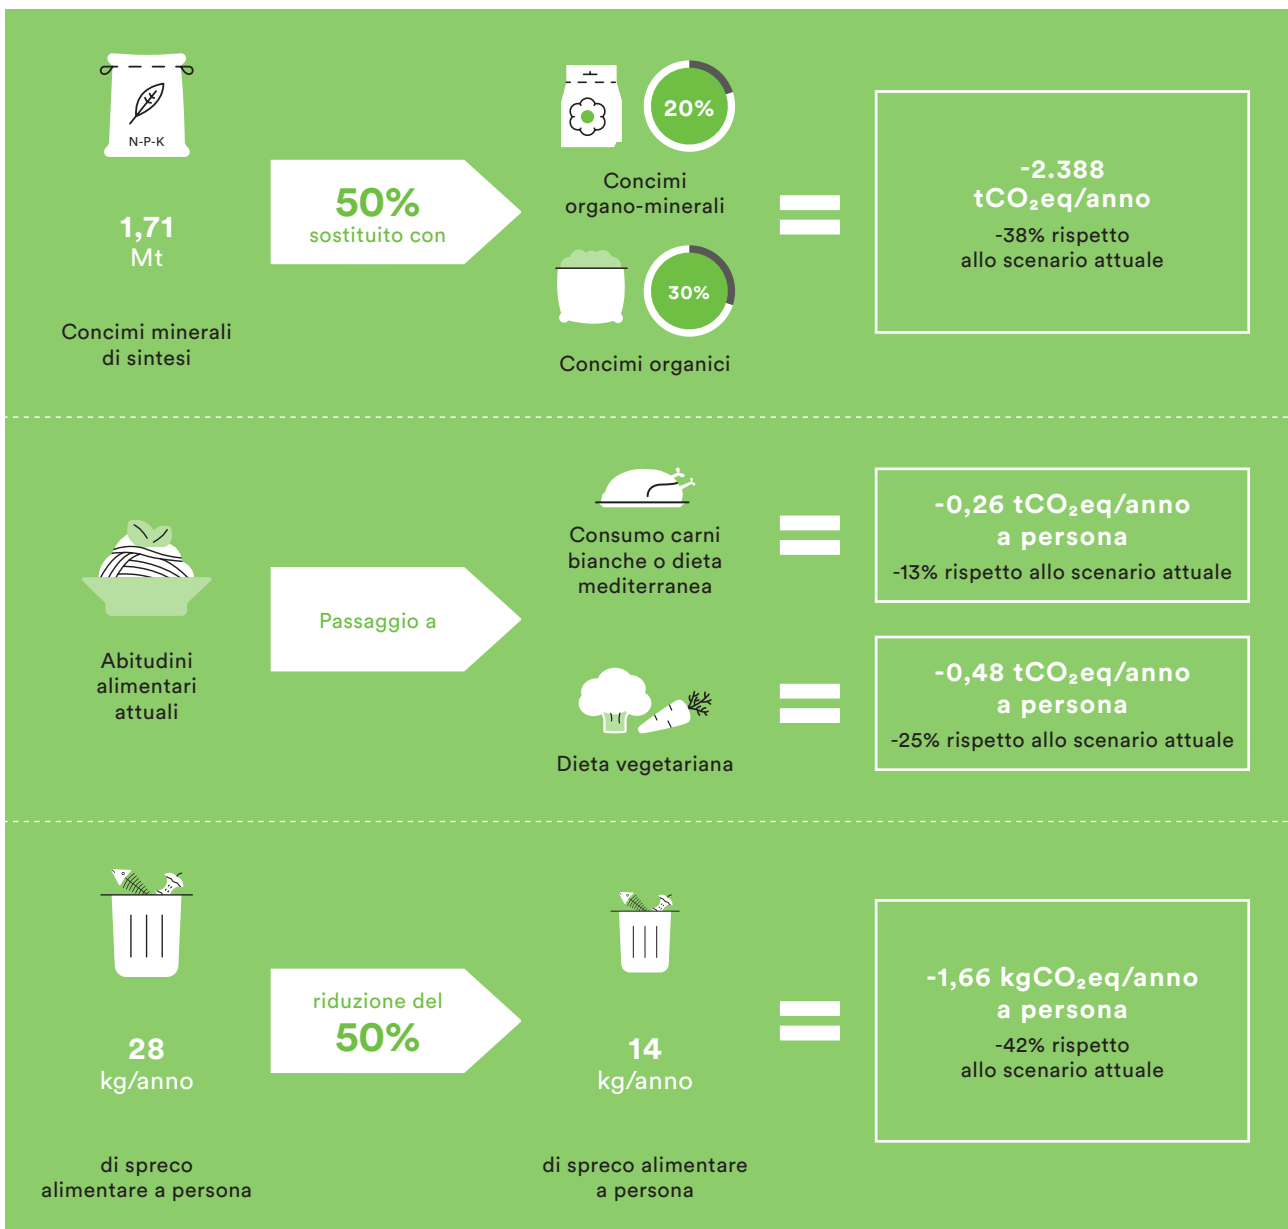 N-P-K
1,71
Mt
Concimi minerali
di sintesi
50%
sostituito con
20%
Concimi
organo-minerali
30%
Concimi organici
-2.388
tCO₂eq/anno
-38% rispetto
allo scenario attuale
Abitudini
alimentari
attuali
Passaggio a
Consumo carni
bianche o dieta
mediterranea
-0,26 tCO₂eq/anno
a persona
-13% rispetto allo scenario attuale
Dieta vegetariana
-0,48 tCO₂eq/anno
a persona
-25% rispetto allo scenario attuale
28
kg/anno
di spreco
alimentare a persona
riduzione del
50%
14
kg/anno
di spreco alimentare
a persona
-1,66 kgCO₂eq/anno
a persona
-42% rispetto
allo scenario attuale